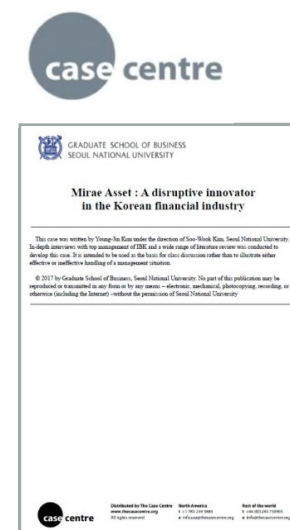 case centre
GRADUATE SCHOOL OF BUSINESS
SEOUL NATIONAL UNIVERSITY
Mirae Asset : A disruptive innovator
in the Korean financial industry
This case was written by Young-Jin Kim under the direction of Soo-Wook Kim, Seoul National University.
In-depth interviews with top management of IBK and a wide range of literature review was conducted to
develop this case. It is intended to be used as the basis for class discussion rather than to illustrate either
effective or ineffective handling of a management situation.
© 2017 by Graduate School of Business, Seoul National University. No part of this publication may be
reproduced or transmitted in any form or by any means – electronic, mechanical, photocopying, recording, or
otherwise (including the Internet) –without the permission of Seoul National University
case centre
Distributed by The Case Centre
www.thecasecentre.org
All rights reserved
North America
Rest of the world